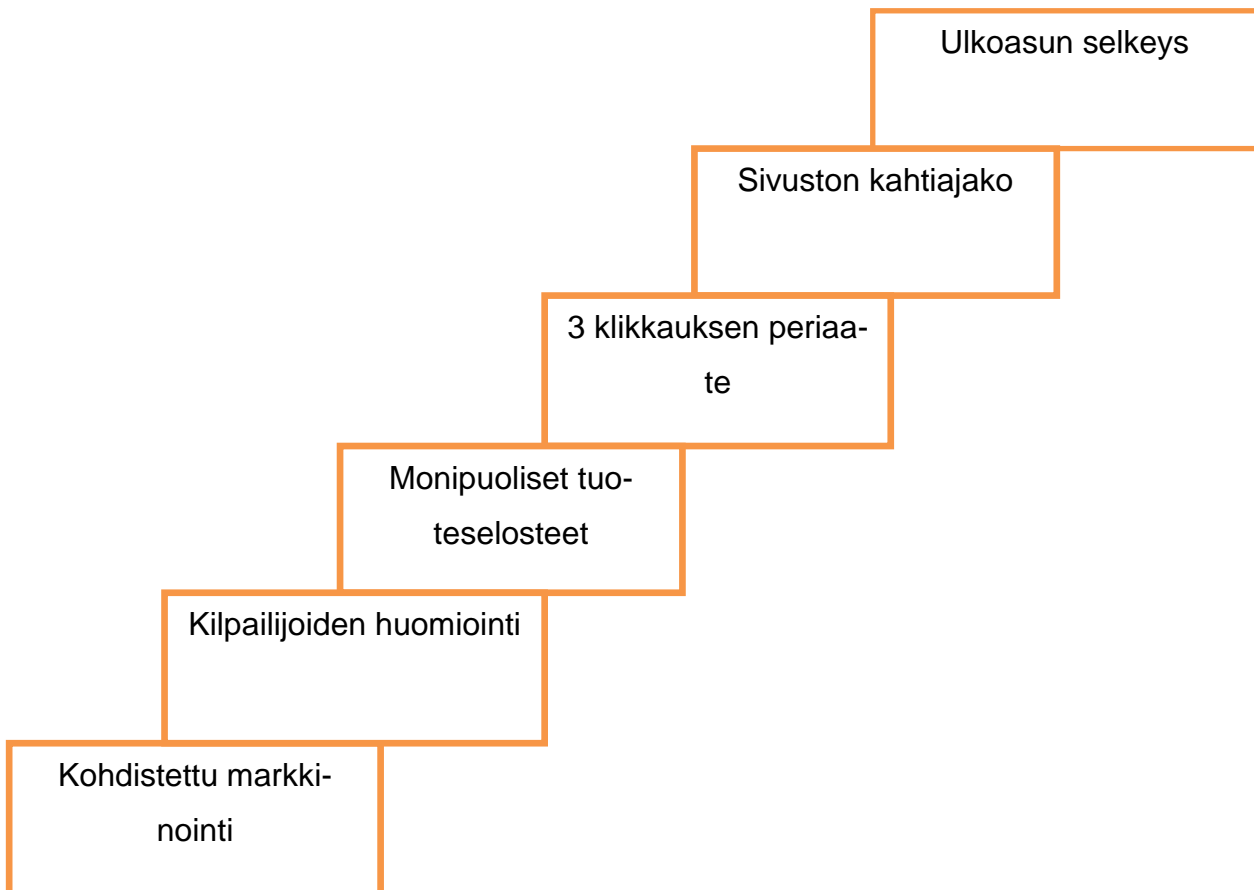 Ulkoasun selkeys
Sivuston kahtiajako
3 klikkauksen periaa-
te
Monipuoliset tuo-
teselosteet
Kilpailijoiden huomiointi
Kohdistettu markki-
nointi